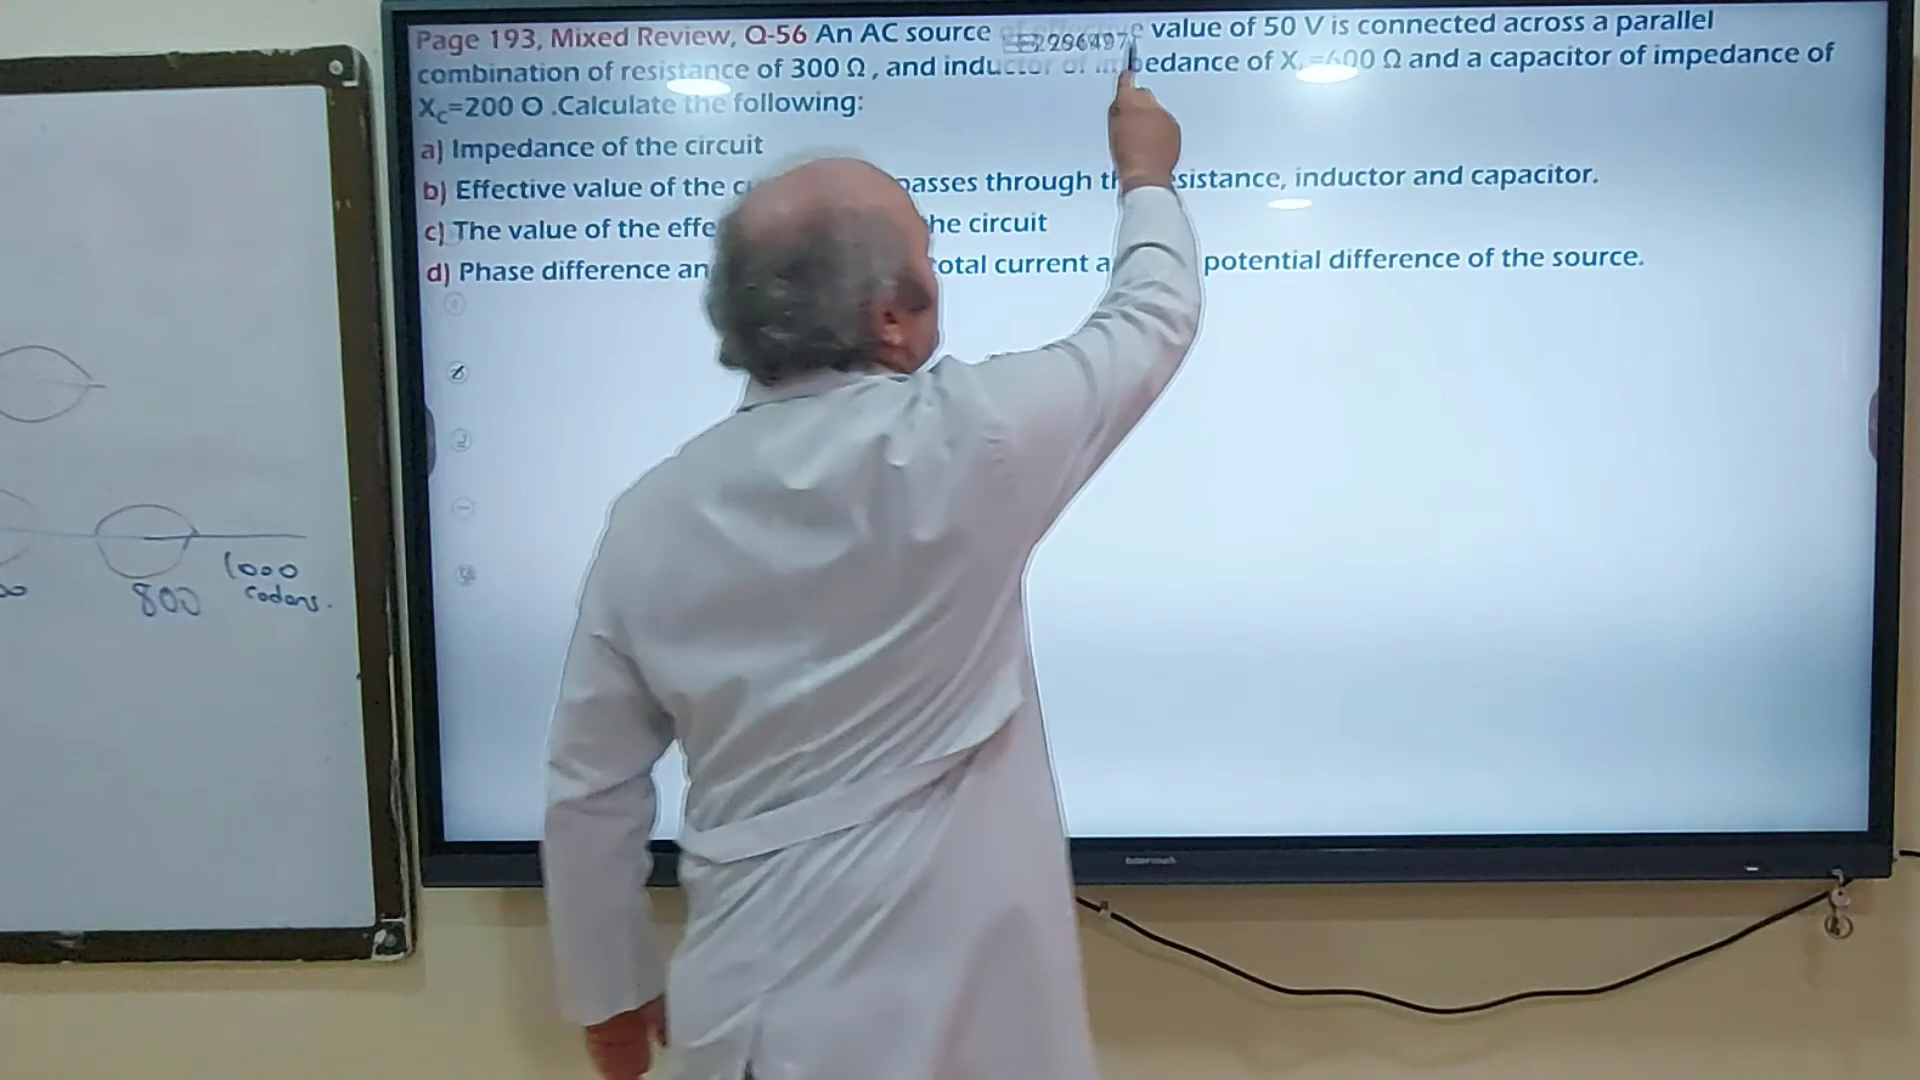 Page 193, Mixed Review, Q-56 An AC source value of 50 V is connected across a parallel
combination of resistance of 300 Ω , and inductor of impedance of X =600 Ω and a capacitor of impedance of
Xc=200 O .Calculate the following:
a) Impedance of the circuit
b) Effective value of the passes through sistance, inductor and capacitor.
c) The value of the effe he circuit
d) Phase difference an otal current a potential difference of the source.
800
1000